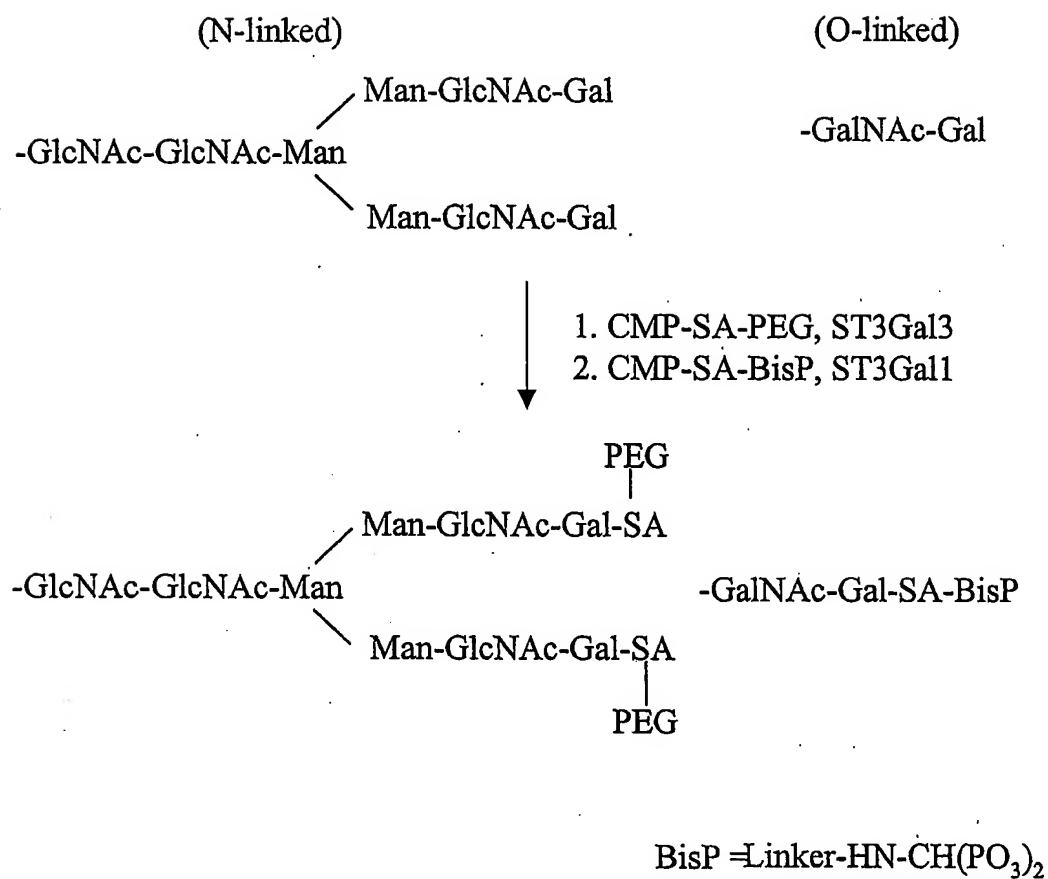 (N-linked)
(O-linked)
Man-GlcNAc-Gal
-GalNAc-Gal
-GlcNAc-GlcNAc-Man
Man-GlcNAc-Gal
1. CMP-SA-PEG, ST3Gal3
2. CMP-SA-BisP, ST3Gal1
PEG
Man-GlcNAc-Gal-SA
-GlcNAc-GlcNAc-Man
-GalNAc-Gal-SA-BisP
Man-GlcNAc-Gal-SA
PEG
BisP =Linker-HN-CH(PO₃)₂